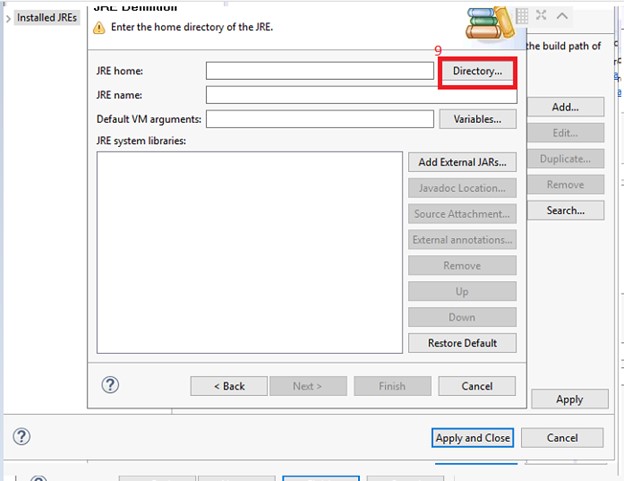 Installed JREs
JRE Definition
Enter the home directory of the JRE.
the build path of
9
JRE home:
Directory...
JRE name:
Default VM arguments:
Variables...
JRE system libraries:
Add External JARs...
Javadoc Location...
Source Attachment...
External annotations...
Remove
Up
Down
Restore Default
Add...
Edit...
Duplicate...
Remove
Search...
< Back
Next >
Finish
Cancel
Apply
Apply and Close
Cancel